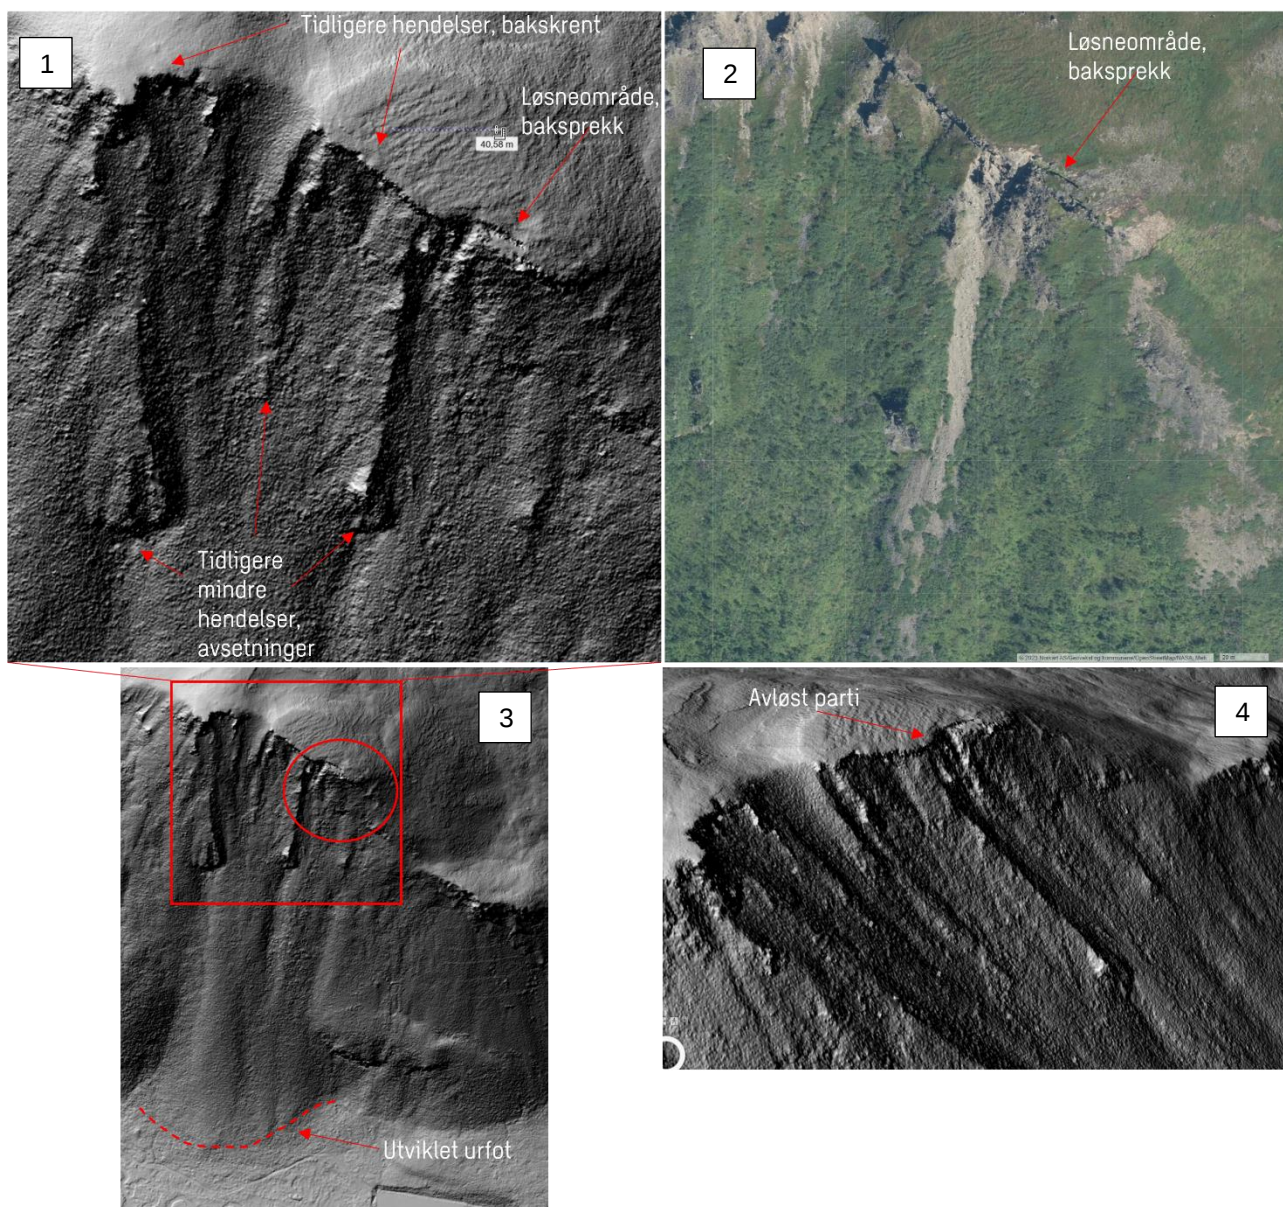 1
Tidligere hendelser, bakskrent
Løsneområde,
baksprekk
40,58 m
Tidligere
mindre
hendelser,
avsetninger
2
Løsneområde,
baksprekk
20 m
3
Utviklet urfot
4
Avløst parti